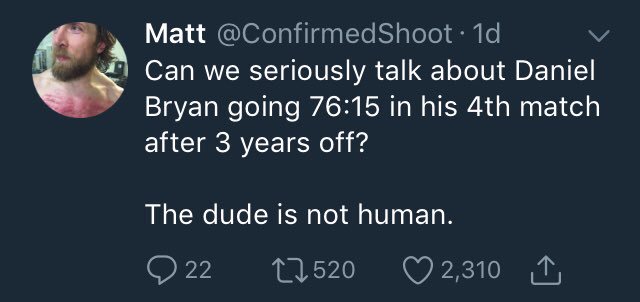 Matt @ConfirmedShoot · 1d
Can we seriously talk about Daniel
Bryan going 76:15 in his 4th match
after 3 years off?
The dude is not human.
22 520 2,310